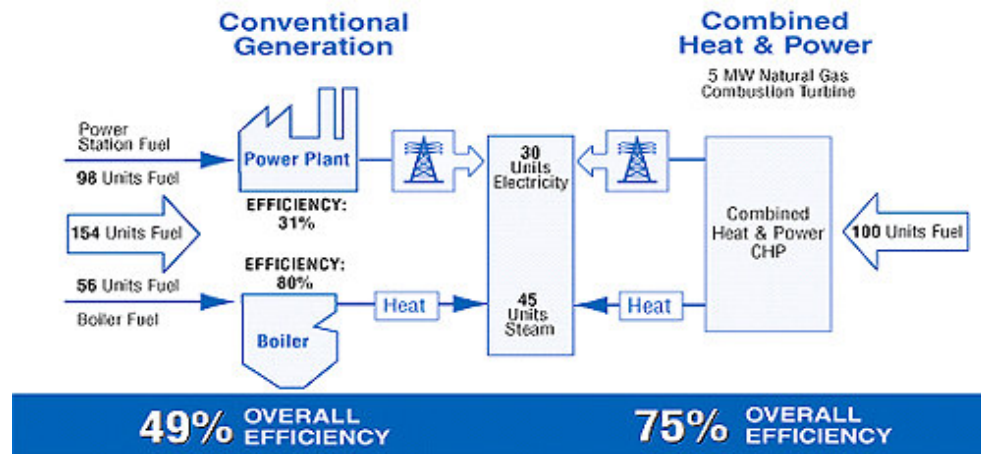 Conventional
Generation
Combined
Heat & Power
5 MW Natural Gas
Combustion Turbine
Power
Station Fuel
98 Units Fuel
Power Plant
EFFICIENCY:
31%
154 Units Fuel
EFFICIENCY:
80%
56 Units Fuel
Boiler Fuel
Boiler
Heat
30
Units
Electricity
45
Units
Steam
Heat
Combined
Heat & Power
CHP
100 Units Fuel
49% OVERALL
EFFICIENCY
75% OVERALL
EFFICIENCY